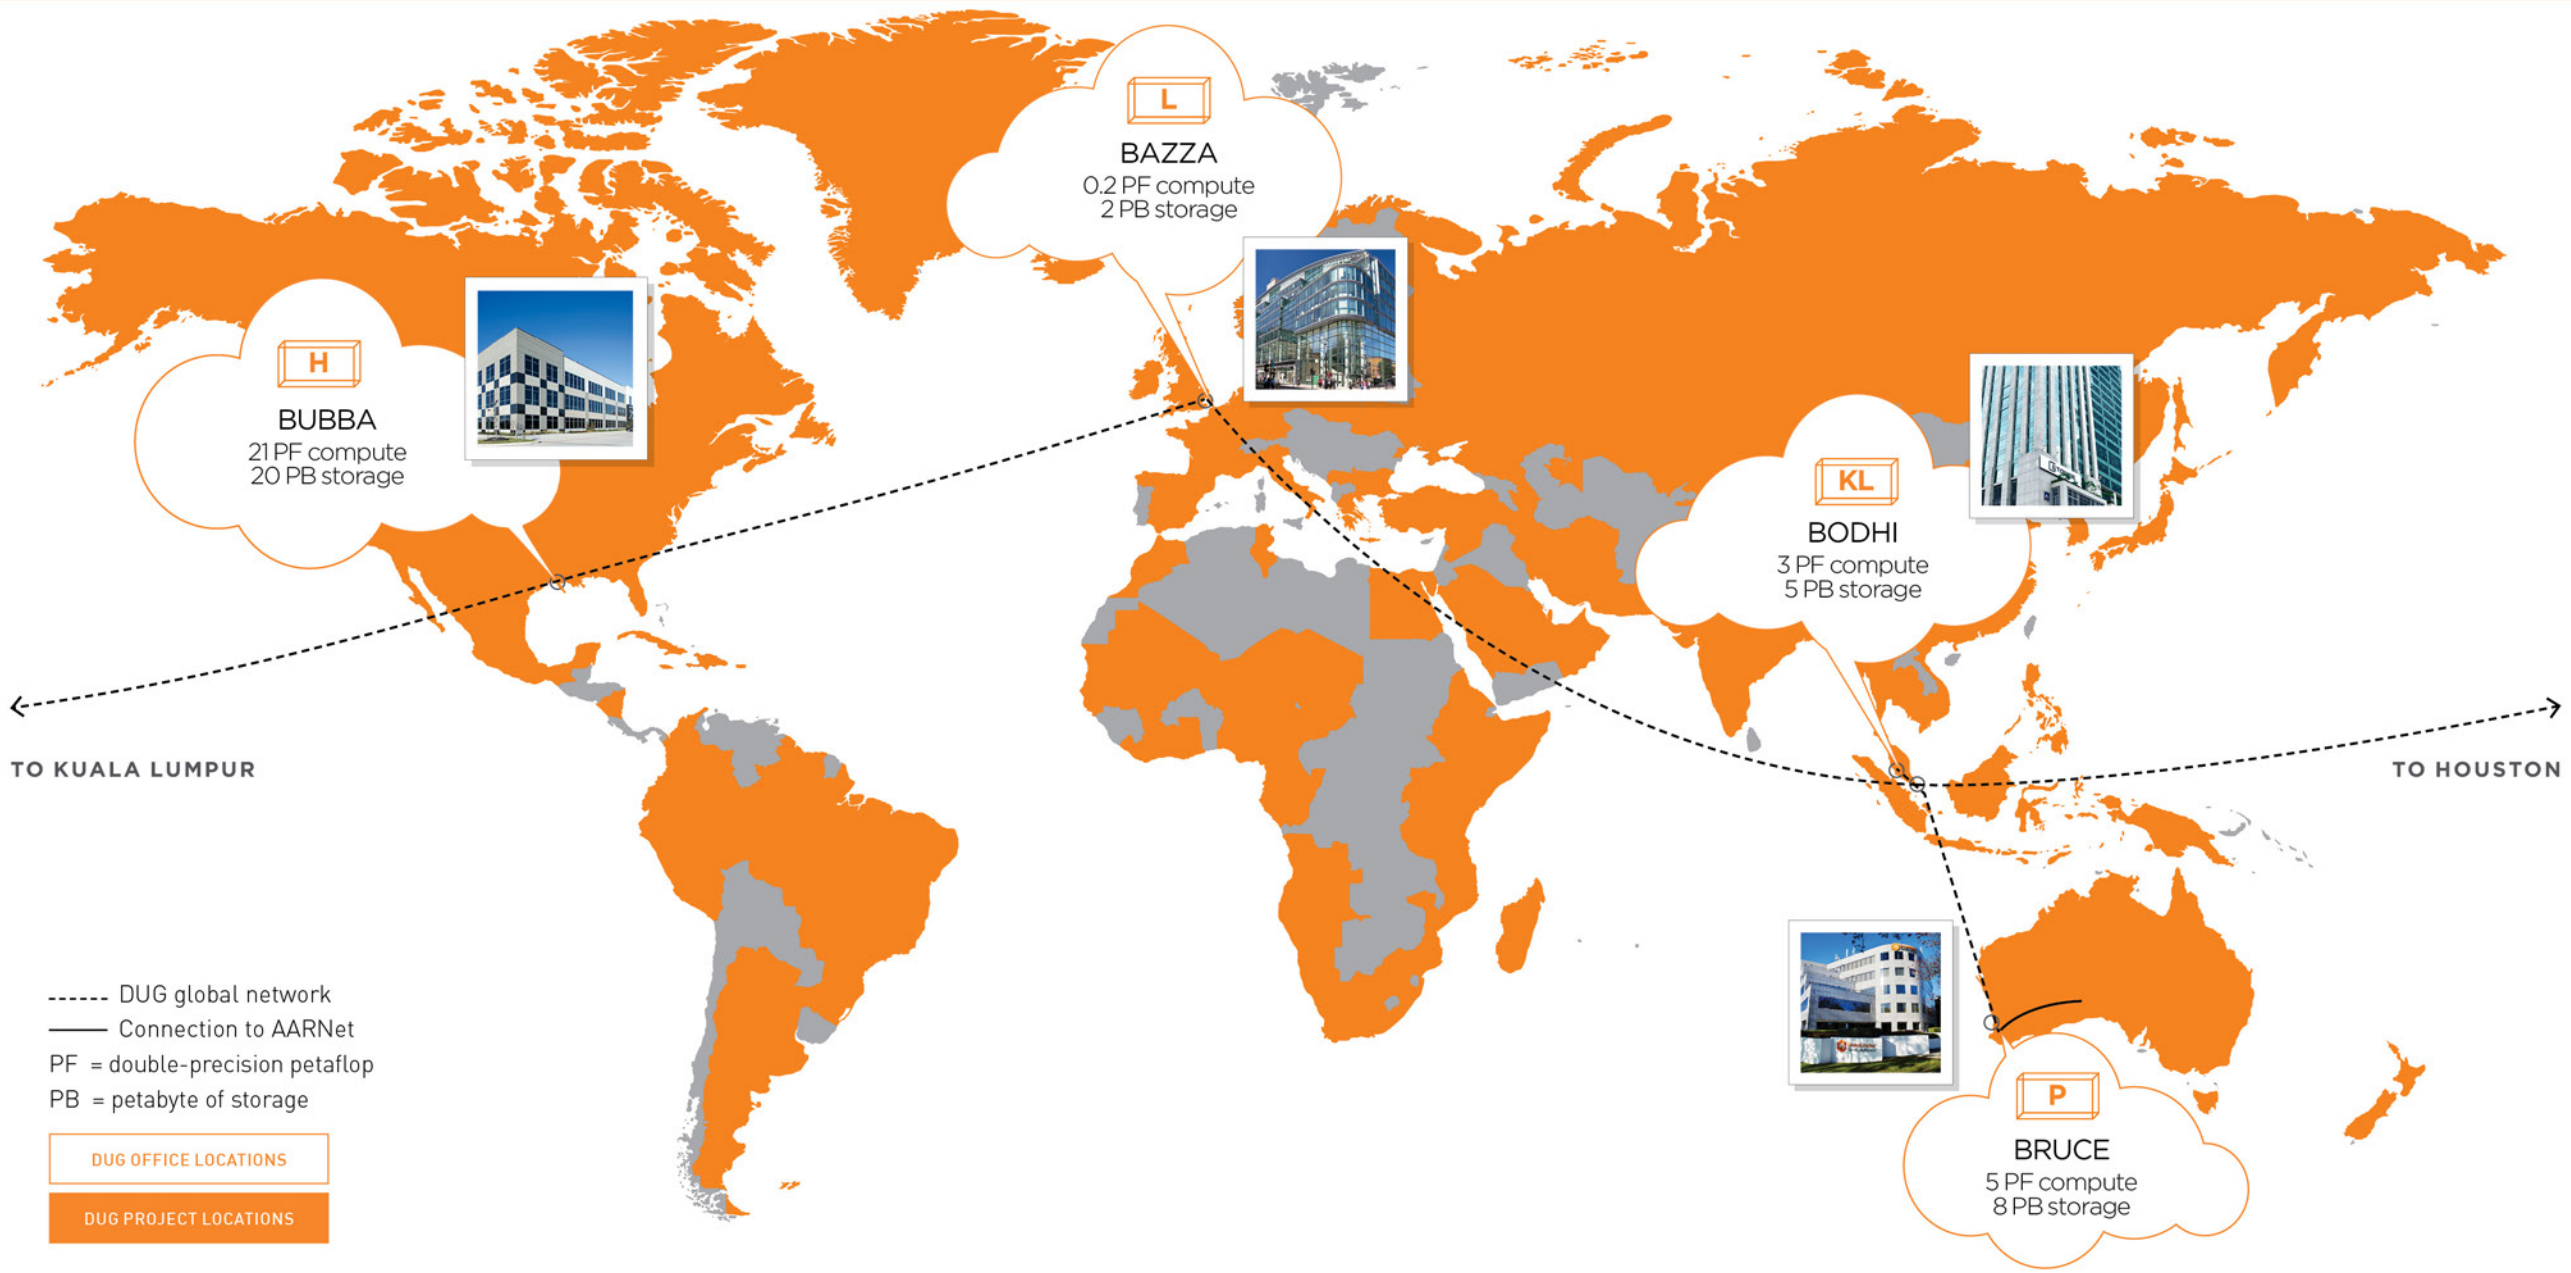 L
BAZZA
0.2 PF compute
2 PB storage
H
BUBBA
21 PF compute
20 PB storage
KL
BODHI
3 PF compute
5 PB storage
TO KUALA LUMPUR
TO HOUSTON
P
BRUCE
5 PF compute
8 PB storage
DUG global network
Connection to AARNet
PF = double-precision petaflop
PB = petabyte of storage
DUG OFFICE LOCATIONS
DUG PROJECT LOCATIONS